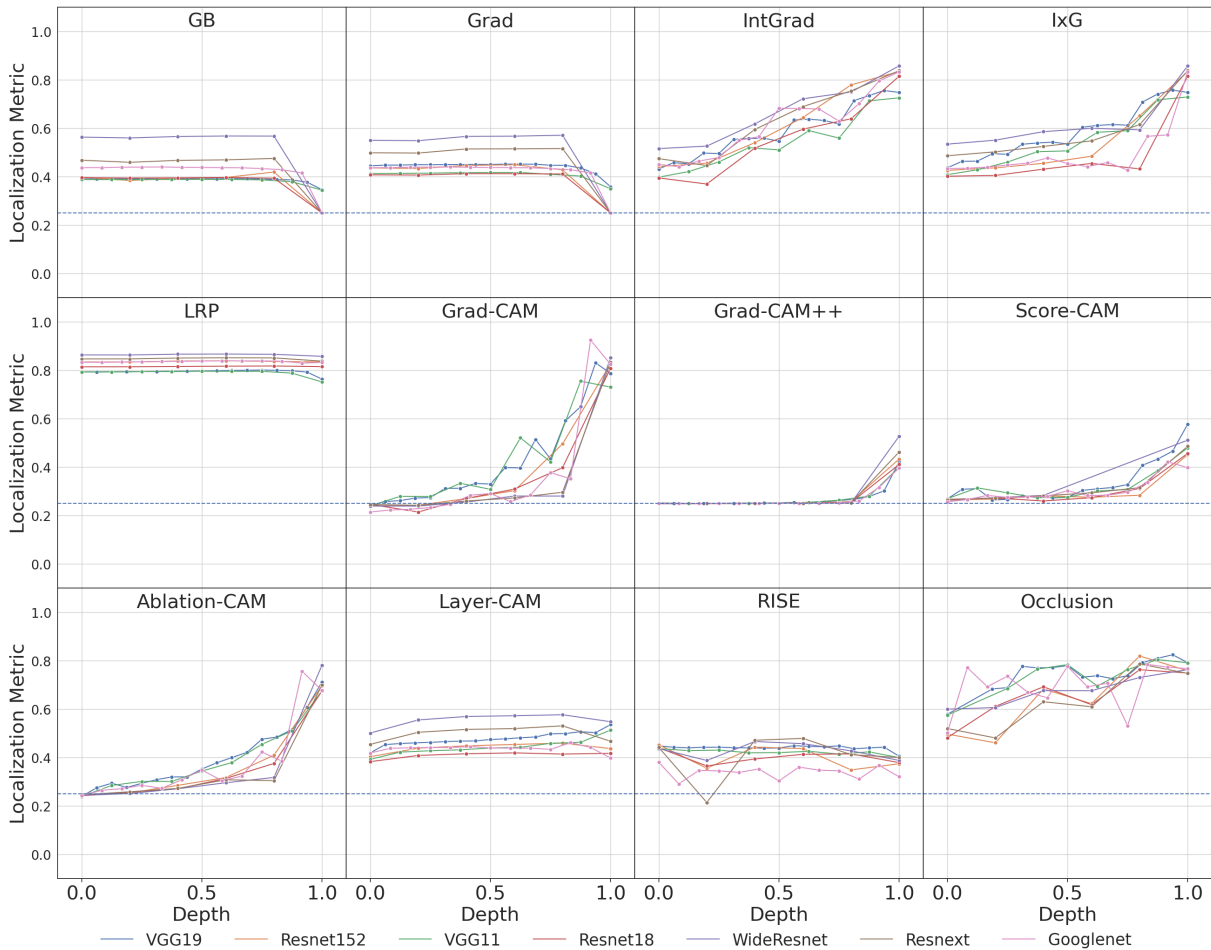 GB Grad IntGrad IxG
1.0
0.8
0.6
0.4
0.2
0.0
Localization Metric
LRP Grad-CAM Grad-CAM++ Score-CAM
1.0
0.8
0.6
0.4
0.2
0.0
Localization Metric
Ablation-CAM Layer-CAM RISE Occlusion
1.0
0.8
0.6
0.4
0.2
0.0
Localization Metric
0.0 0.5 1.0 0.0 0.5 1.0 0.0 0.5 1.0 0.0 0.5 1.0
Depth Depth Depth Depth
VGG19 Resnet152 VGG11 Resnet18 WideResnet Resnext Googlenet